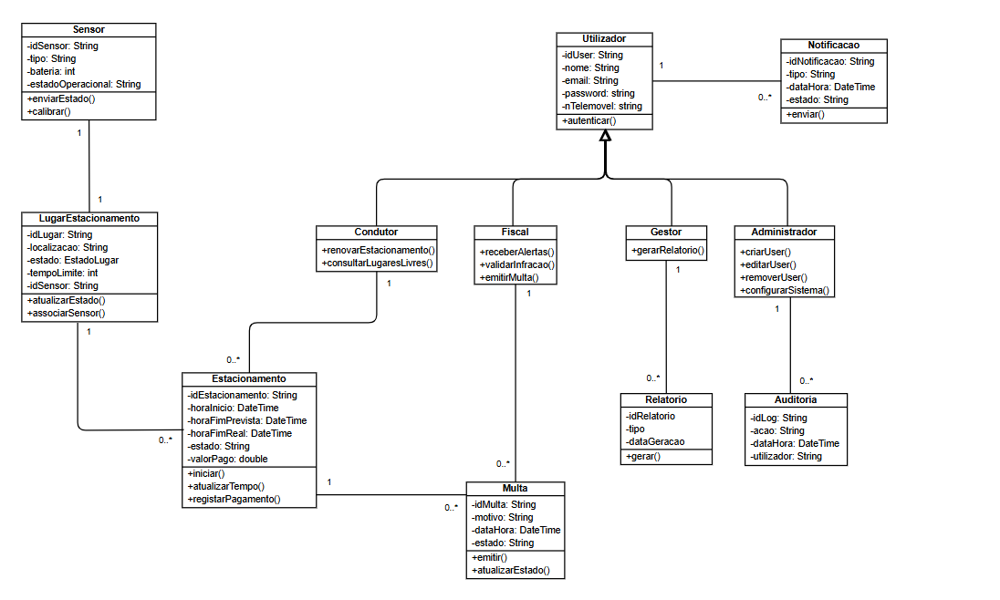 Sensor
-idSensor: String
-tipo: String
-bateria: int
-estadoOperacional: String
+enviarEstado()
+calibrar()
1
1
LugarEstacionamento
-idLugar: String
-localizacao: String
-estado: EstadoLugar
-tempoLimite: int
-idSensor: String
+atualizarEstado()
+associarSensor()
1
0..*
Utilizador
-idUser: String
-nome: String
-email: String
-password: string
-nTelemovel: string
+autenticar()
1
0..*
Notificacao
-idNotificacao: String
-tipo: String
-dataHora: DateTime
-estado: String
+enviar()
Condutor
+renovarEstacionamento()
+consultarLugaresLivres()
1
0..*
Fiscal
+receberAlertas()
+validarInfracao()
+emitirMulta()
1
0..*
Gestor
+gerarRelatorio()
1
0..*
Administrador
+criarUser()
+editarUser()
+removerUser()
+configurarSistema()
1
0..*
Estacionamento
-idEstacionamento: String
-horaInicio: DateTime
-horaFimPrevista: DateTime
-horaFimReal: DateTime
-estado: String
-valorPago: double
+iniciar()
+atualizarTempo()
+registarPagamento()
1
0..*
Multa
-idMulta: String
-motivo: String
-dataHora: DateTime
-estado: String
+emitir()
+atualizarEstado()
Relatorio
-idRelatorio
-tipo
-dataGeracao
+gerar()
Auditoria
-idLog: String
-acao: String
-dataHora: DateTime
-utilizador: String